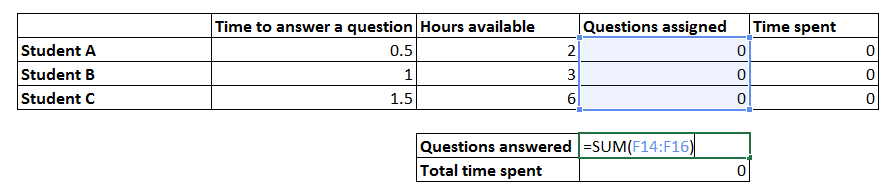 Time to answer a question Hours available Questions assigned Time spent
Student A 0.5 2 0 0
Student B 1 3 0 0
Student C 1.5 6 0 0
Questions answered =SUM(F14:F16)
Total time spent 0